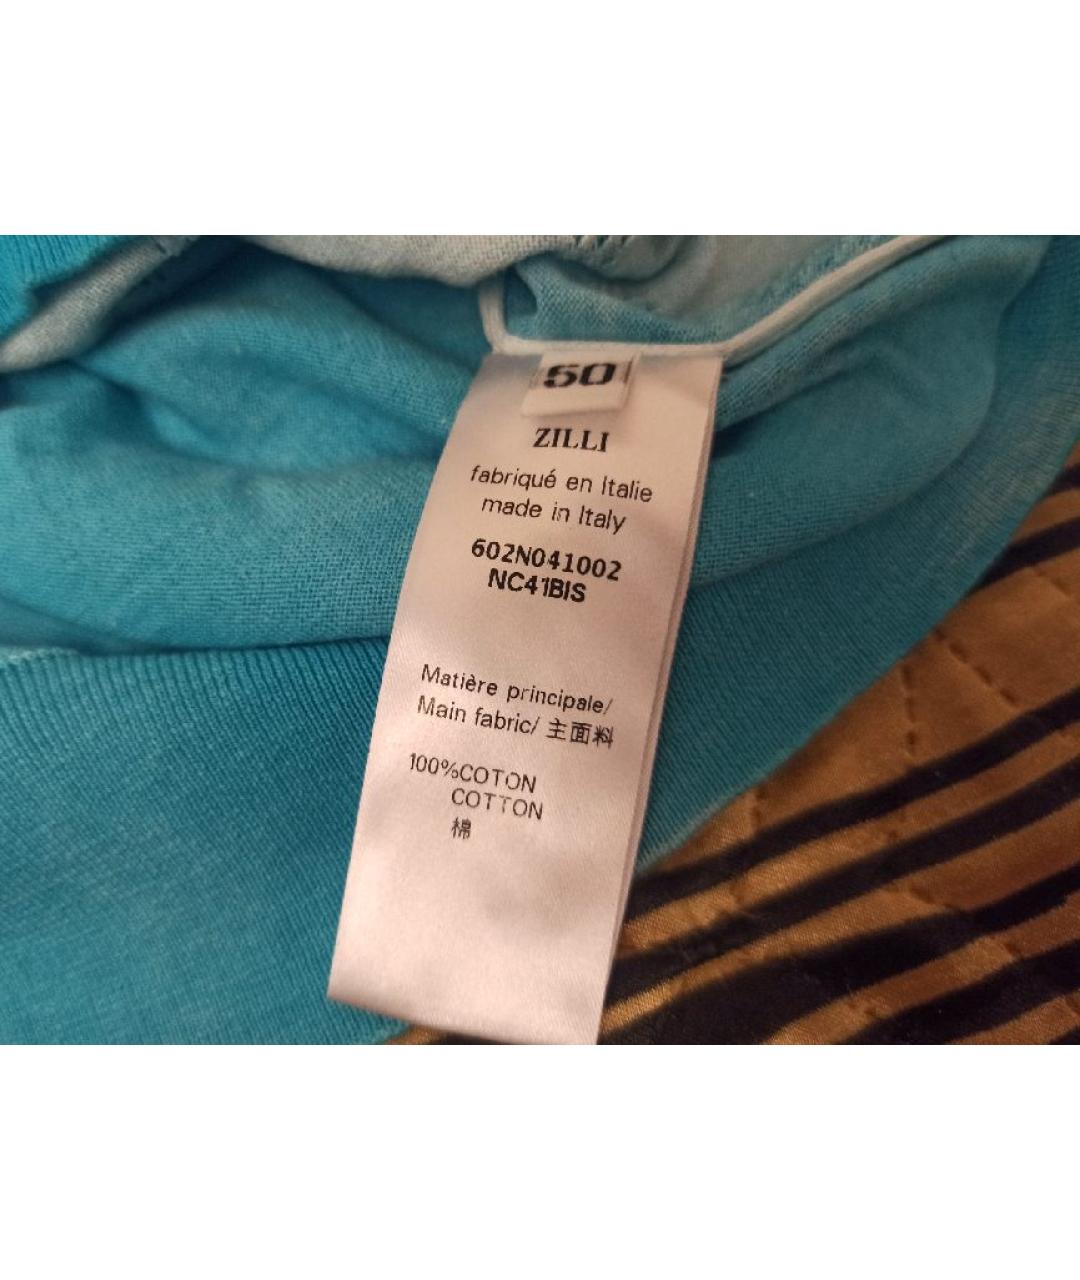 50
ZILLI
fabriqué en Italie
made in Italy
602N041002
NC41BIS
Matière principale/
Main fabric/ 主面料
100%COTON
COTTON
棉